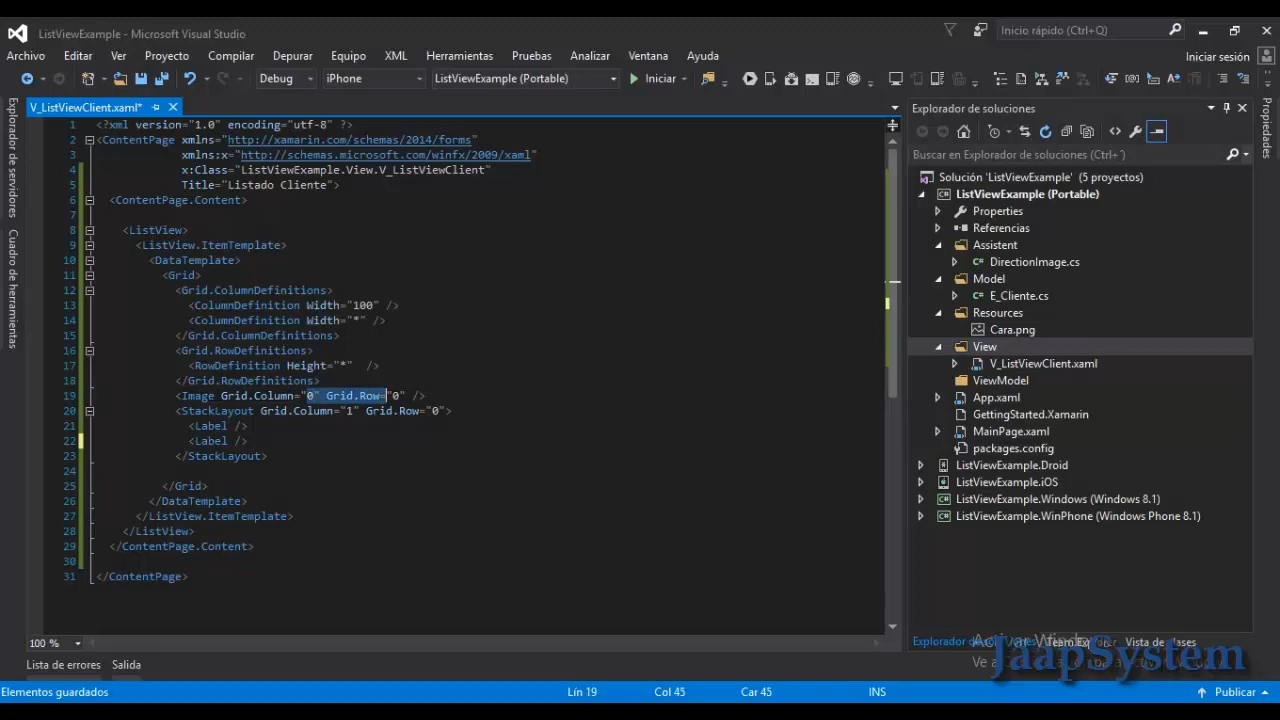 ListViewExample - Microsoft Visual Studio
Inicio rápido (Ctrl+Q)
Archivo Editar Ver Proyecto Compilar Depurar Equipo XML Herramientas Pruebas Analizar Ventana Ayuda
Iniciar sesión
Debug iPhone ListViewExample (Portable) Iniciar
Explorador de servidores
Cuadro de herramientas
V_ListViewClient.xaml*
1 <?xml version="1.0" encoding="utf-8" ?>
2 <ContentPage xmlns="http://xamarin.com/schemas/2014/forms"
3 xmlns:x="http://schemas.microsoft.com/winfx/2009/xaml"
4 x:Class="ListViewExample.View.V_ListViewClient"
5 Title="Listado Cliente">
6 <ContentPage.Content>
7
8 <ListView>
9 <ListView.ItemTemplate>
10 <DataTemplate>
11 <Grid>
12 <Grid.ColumnDefinitions>
13 <ColumnDefinition Width="100" />
14 <ColumnDefinition Width="*" />
15 </Grid.ColumnDefinitions>
16 <Grid.RowDefinitions>
17 <RowDefinition Height="*" />
18 </Grid.RowDefinitions>
19 <Image Grid.Column="0" Grid.Row="0" />
20 <StackLayout Grid.Column="1" Grid.Row="0">
21 <Label />
22 <Label />
23 </StackLayout>
24
25 </Grid>
26 </DataTemplate>
27 </ListView.ItemTemplate>
28 </ListView>
29 </ContentPage.Content>
30
31 </ContentPage>
100 %
Explorador de soluciones
Buscar en Explorador de soluciones (Ctrl+´)
Solución 'ListViewExample' (5 proyectos)
ListViewExample (Portable)
Properties
Referencias
Assistent
C# DirectionImage.cs
Model
C# E_Cliente.cs
Resources
Cara.png
View
V_ListViewClient.xaml
ViewModel
App.xaml
GettingStarted.Xamarin
MainPage.xaml
packages.config
ListViewExample.Droid
ListViewExample.iOS
ListViewExample.Windows (Windows 8.1)
ListViewExample.WinPhone (Windows Phone 8.1)
Propiedades
Explorador de Team Explorer Vista de clases
JaapSystem
Lista de errores Salida
Elementos guardados Lín 19 Col 45 Car 45 INS Publicar